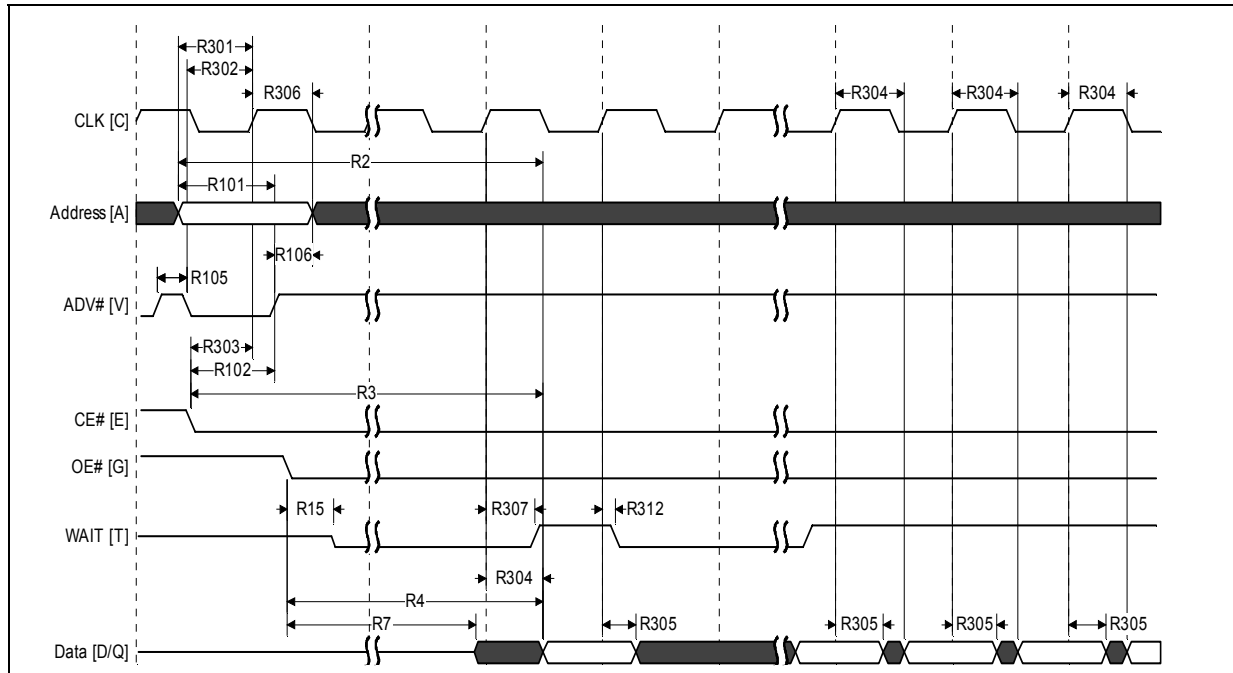 R301
R302
R306
R304
R304
R304
CLK [C]
R2
R101
Address [A]
R106
R105
ADV# [V]
R303
R102
R3
CE# [E]
OE# [G]
R15
R307
R312
WAIT [T]
R304
R4
R7
R305
R305
R305
R305
Data [D/Q]